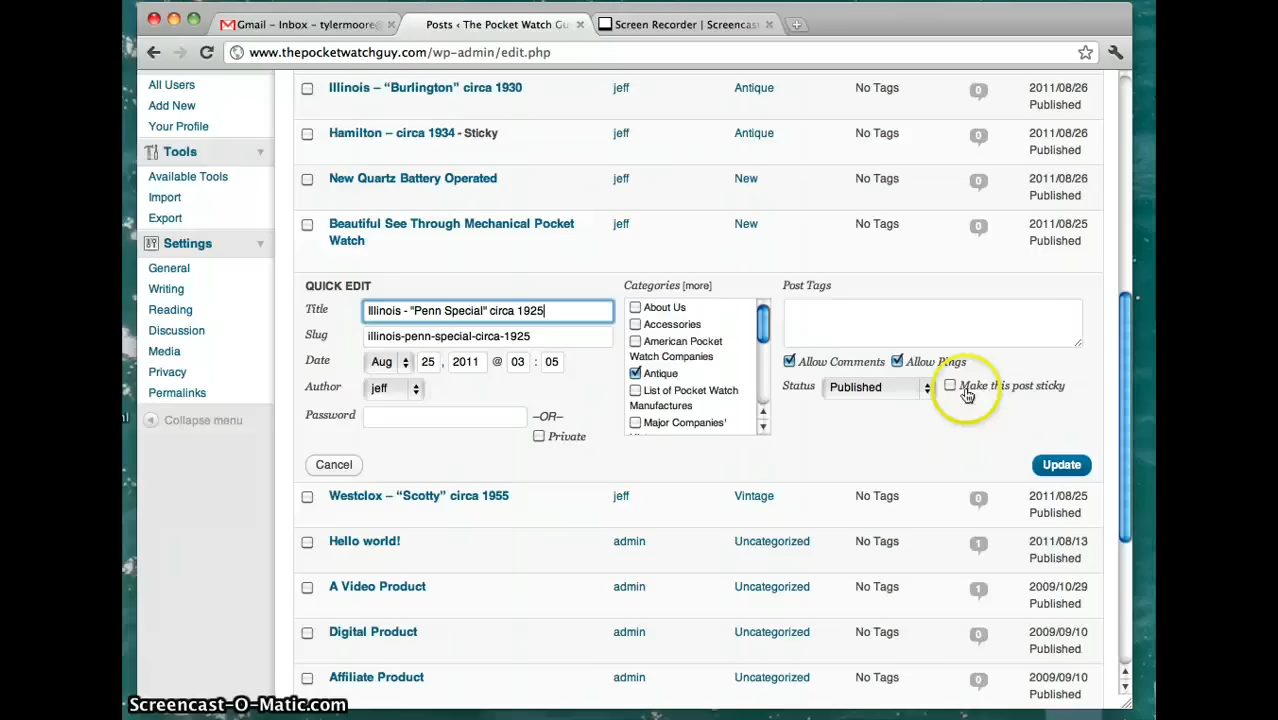 Gmail – Inbox – tylermoore@
Posts ‹ The Pocket Watch Gu
Screen Recorder | Screencast
www.thepocketwatchguy.com/wp-admin/edit.php
All Users
Add New
Your Profile
Tools
Available Tools
Import
Export
Settings
General
Writing
Reading
Discussion
Media
Privacy
Permalinks
Collapse menu
Illinois – “Burlington” circa 1930 jeff Antique No Tags 0 2011/08/26
Published
Hamilton – circa 1934 - Sticky jeff Antique No Tags 0 2011/08/26
Published
New Quartz Battery Operated jeff New No Tags 0 2011/08/26
Published
Beautiful See Through Mechanical Pocket jeff New No Tags 0 2011/08/25
Watch Published
QUICK EDIT
Title Illinois - "Penn Special" circa 1925
Slug illinois-penn-special-circa-1925
Date Aug 25 , 2011 @ 03 : 05
Author jeff
Password –OR–
Private
Categories [more]
About Us
Accessories
American Pocket
Watch Companies
Antique
List of Pocket Watch
Manufactures
Major Companies'
Post Tags
Allow Comments Allow Pings
Status Published Make this post sticky
Cancel Update
Westclox – “Scotty” circa 1955 jeff Vintage No Tags 0 2011/08/25
Published
Hello world! admin Uncategorized No Tags 1 2011/08/13
Published
A Video Product admin Uncategorized No Tags 1 2009/10/29
Published
Digital Product admin Uncategorized No Tags 0 2009/09/10
Published
Affiliate Product admin Uncategorized No Tags 0 2009/09/10
Published
Screencast-O-Matic.com